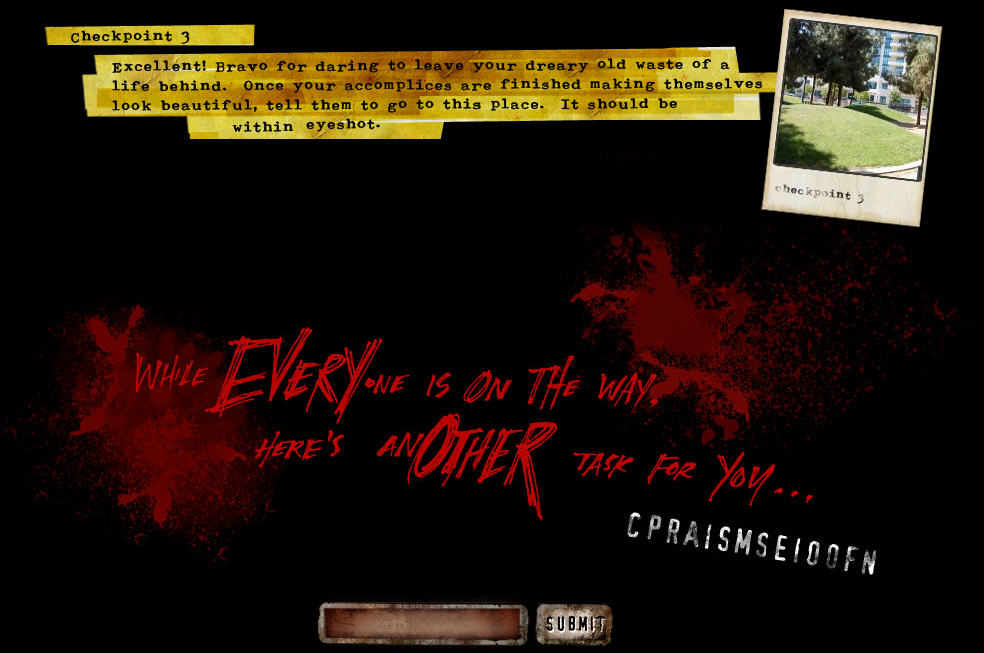 Checkpoint 3
Excellent! Bravo for daring to leave your dreary old waste of a
life behind. Once your accomplices are finished making themselves
look beautiful, tell them to go to this place. It should be
within eyeshot.
checkpoint 3
WHILE EVERYONE IS ON THE WAY.
HERE'S ANOTHER TASK FOR YOU...
CPRAISMSEIOOFN
SUBMIT